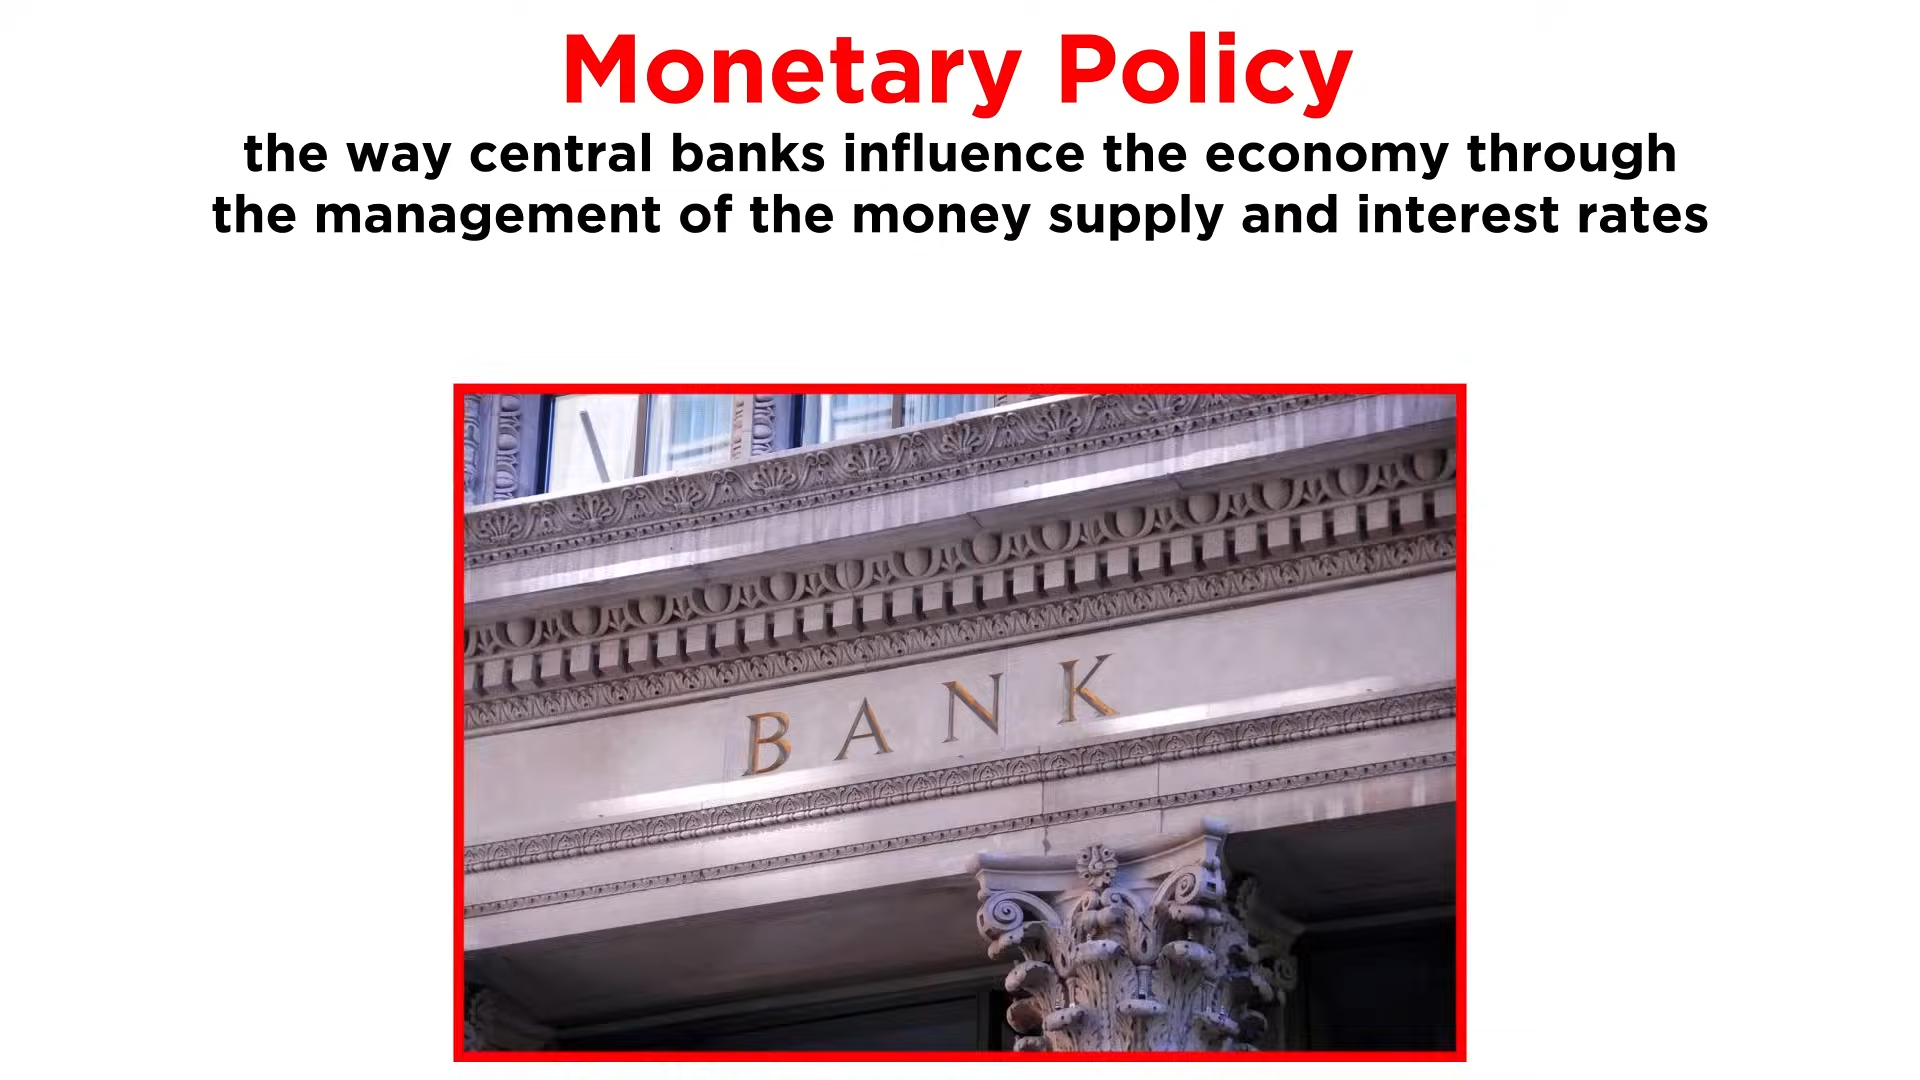 Monetary Policy
the way central banks influence the economy through
the management of the money supply and interest rates
BANK